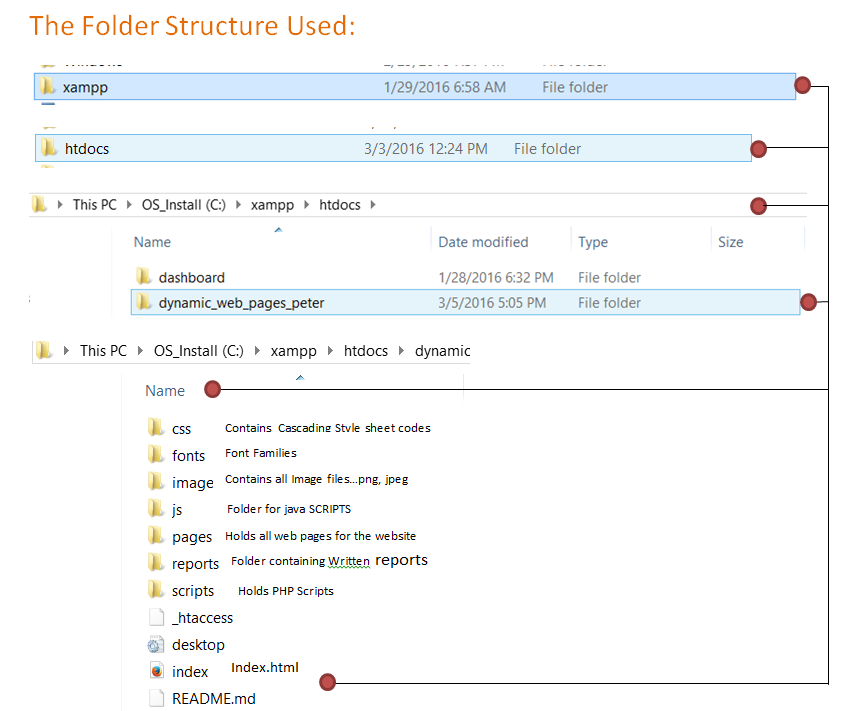 The Folder Structure Used:
xampp 1/29/2016 6:58 AM File folder
htdocs 3/3/2016 12:24 PM File folder
This PC OS_Install (C:) xampp htdocs
Name Date modified Type Size
dashboard 1/28/2016 6:32 PM File folder
dynamic_web_pages_peter 3/5/2016 5:05 PM File folder
This PC OS_Install (C:) xampp htdocs dynamic
Name
css Contains Cascading Style sheet codes
fonts Font Families
image Contains all Image files...png, jpeg
js Folder for java SCRIPTS
pages Holds all web pages for the website
reports Folder containing Written reports
scripts Holds PHP Scripts
_htaccess
desktop
index Index.html
README.md